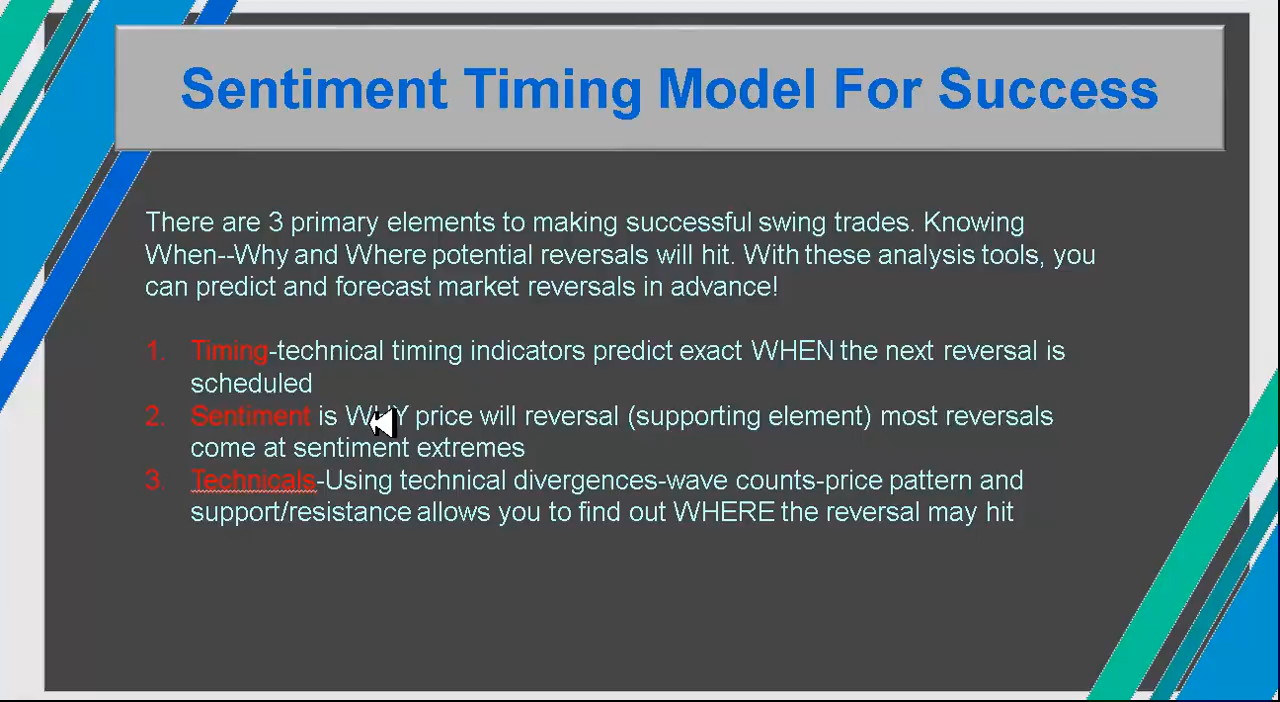 Sentiment Timing Model For Success
There are 3 primary elements to making successful swing trades. Knowing
When--Why and Where potential reversals will hit. With these analysis tools, you
can predict and forecast market reversals in advance!
1. Timing-technical timing indicators predict exact WHEN the next reversal is
scheduled
2. Sentiment is WHY price will reversal (supporting element) most reversals
come at sentiment extremes
3. Technicals-Using technical divergences-wave counts-price pattern and
support/resistance allows you to find out WHERE the reversal may hit